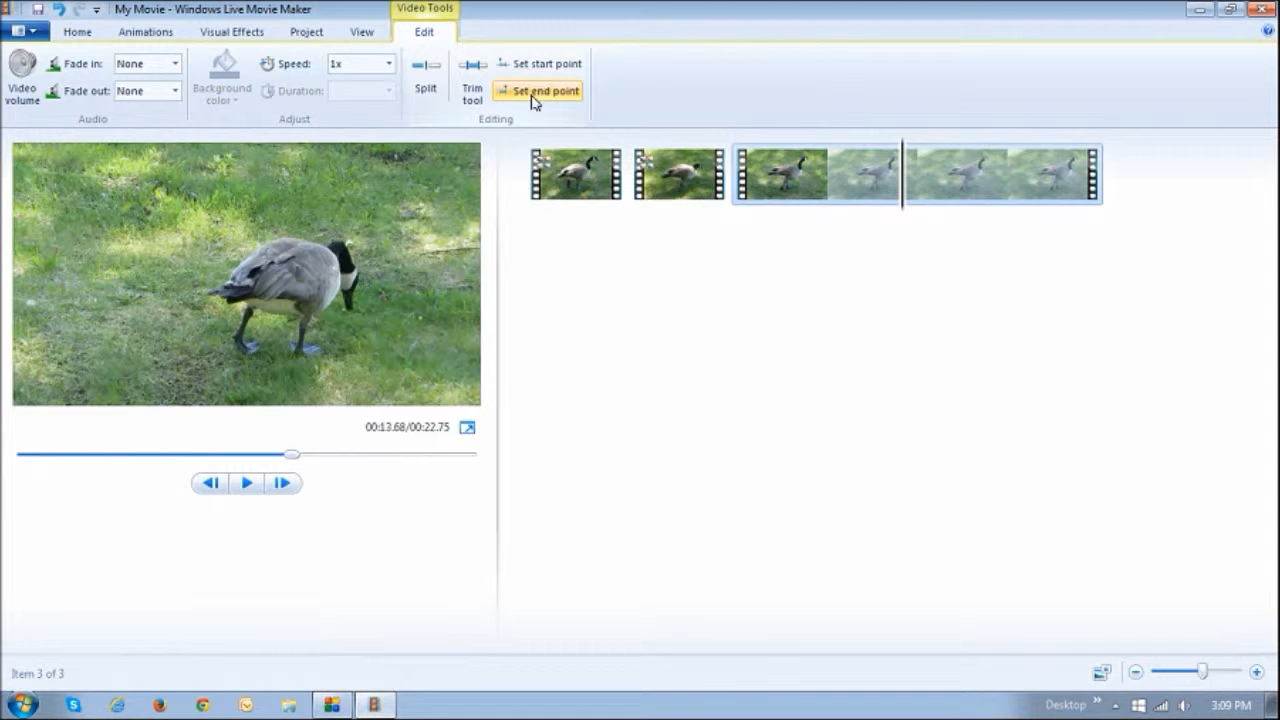 My Movie - Windows Live Movie Maker
Video Tools
Home
Animations
Visual Effects
Project
View
Edit
Video volume
Fade in: None
Fade out: None
Audio
Background color
Speed: 1x
Duration:
Adjust
Split
Trim tool
Set start point
Set end point
Editing
00:13.68/00:22.75
Item 3 of 3
Desktop
3:09 PM